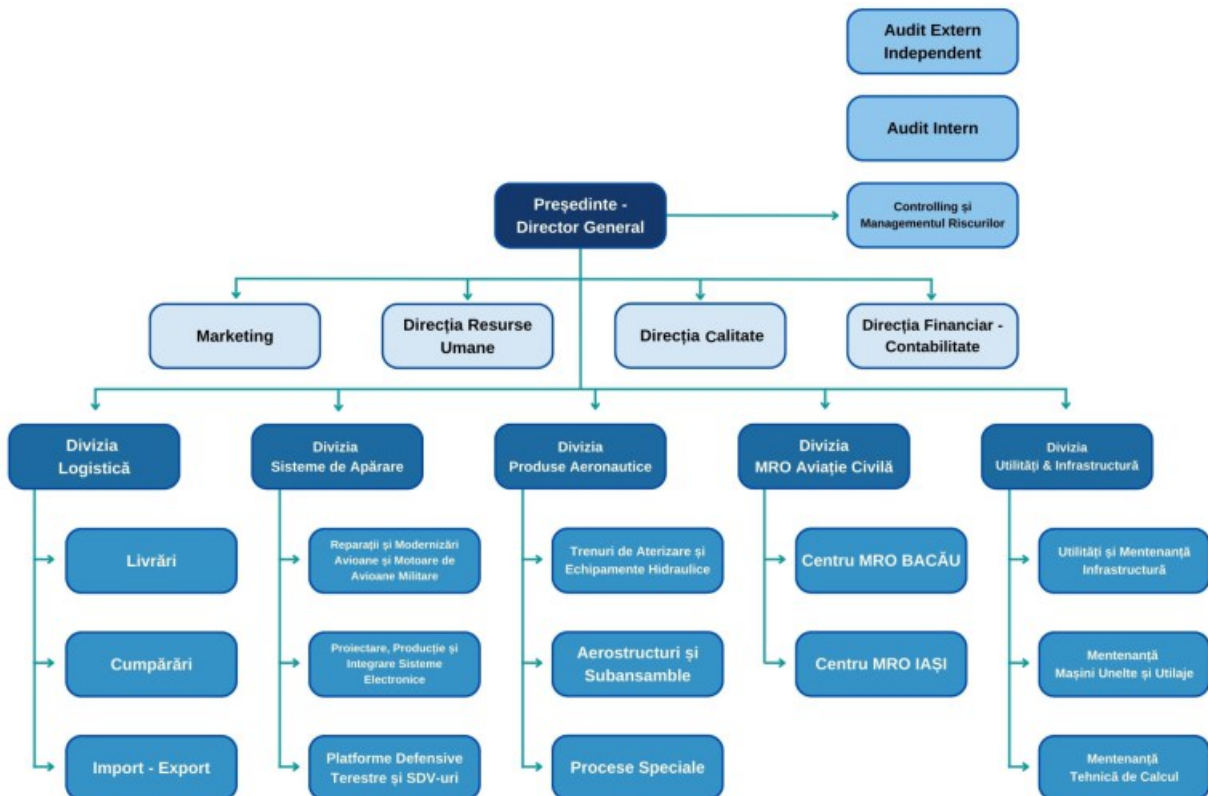 Audit Extern
Independent
Audit Intern
Președinte -
Director General
Controlling și
Managementul Riscurilor
Marketing
Direcția Resurse
Umane
Direcția Calitate
Direcția Financiar -
Contabilitate
Divizia
Logistică
Divizia
Sisteme de Apărare
Divizia
Produse Aeronautice
Divizia
MRO Aviație Civilă
Divizia
Utilități & Infrastructură
Livrări
Reparații și Modernizări
Avioane și Motoare de
Avioane Militare
Trenuri de Aterizare și
Echipamente Hidraulice
Centru MRO BACĂU
Utilități și Mentenanță
Infrastructură
Cumpărări
Proiectare, Producție și
Integrare Sisteme
Electronice
Aerostructuri și
Subansamble
Centru MRO IAȘI
Mentenanță
Mașini Unelte și Utilaje
Import - Export
Platforme Defensive
Terestre și SDV-uri
Procese Speciale
Mentenanță
Tehnică de Calcul